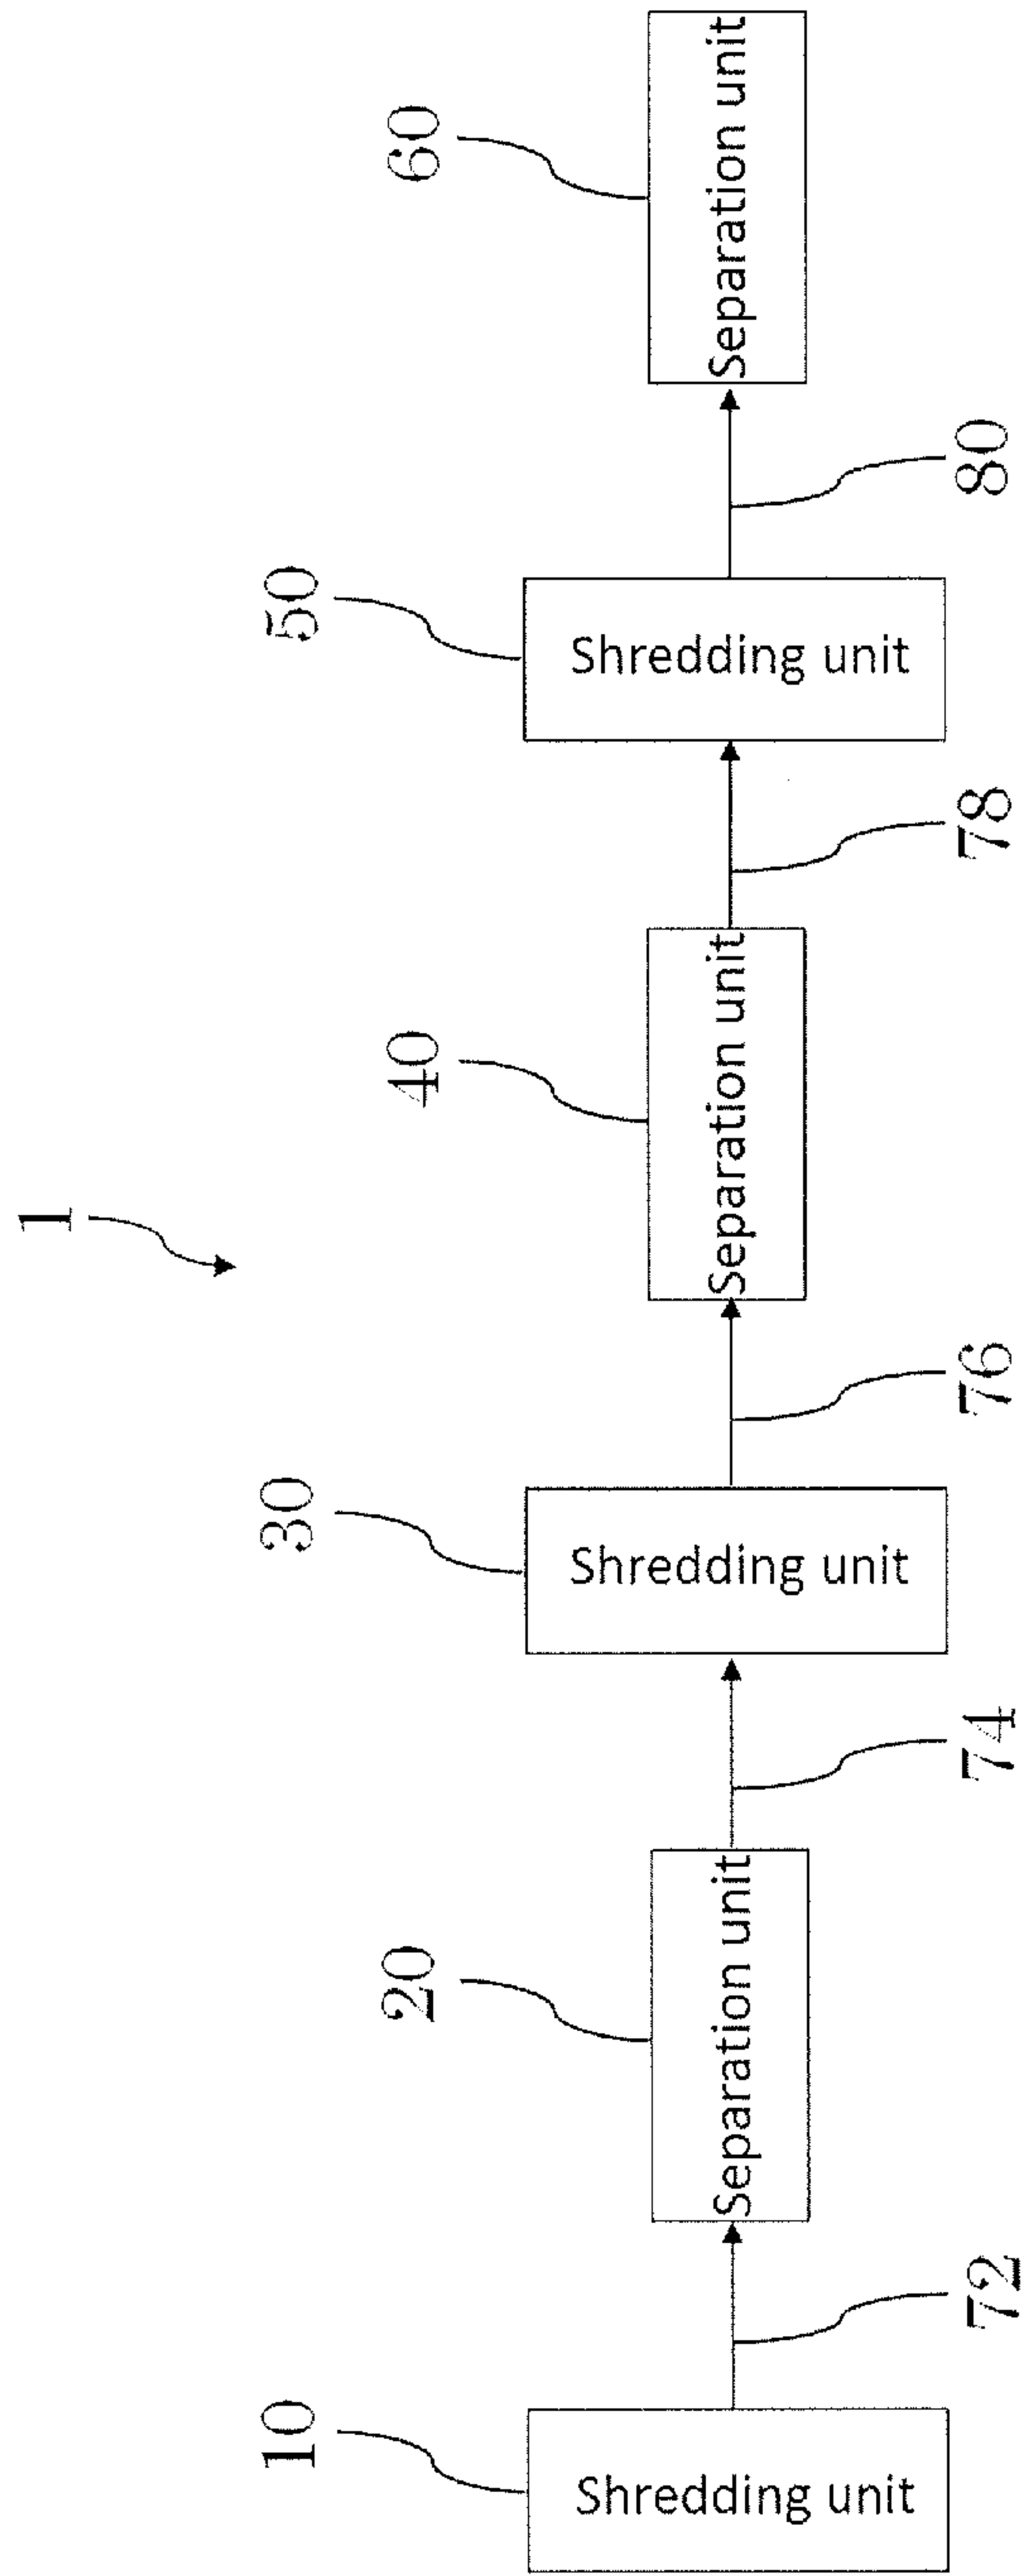 1
10
Shredding unit
72
20
Separation unit
74
30
Shredding unit
76
40
Separation unit
78
50
Shredding unit
80
60
Separation unit